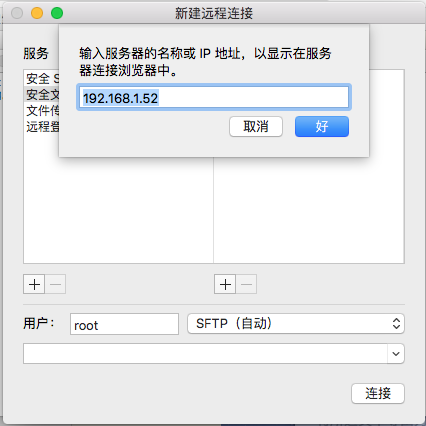 新建远程连接
服务
输入服务器的名称或 IP 地址，以显示在服务
器连接浏览器中。
192.168.1.52
取消
好
安全 S
安全文
文件传
远程登
用户：
root
SFTP（自动）
连接